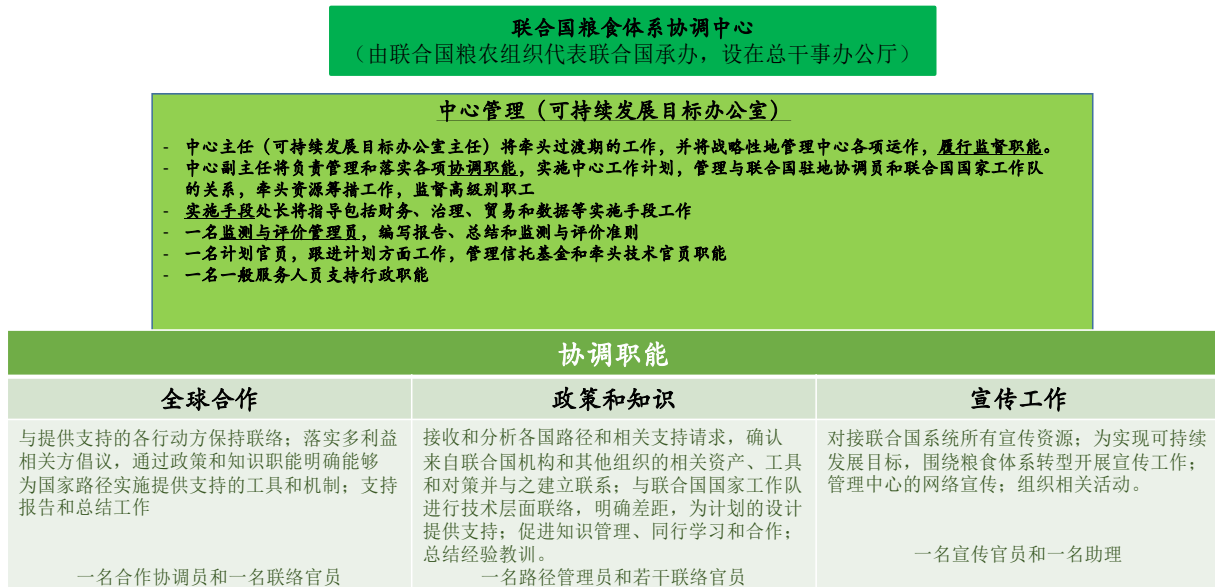 联合国粮食体系协调中心
（由联合国粮农组织代表联合国承办，设在总干事办公厅）
中心管理（可持续发展目标办公室）
- 中心主任（可持续发展目标办公室主任）将牵头过渡期的工作，并将战略性地管理中心各项运作，履行监督职能。
- 中心副主任将负责管理和落实各项协调职能，实施中心工作计划，管理与联合国驻地协调员和联合国国家工作队
的关系，牵头资源筹措工作，监督高级别职工
- 实施手段处长将指导包括财务、治理、贸易和数据等实施手段工作
- 一名监测与评价管理员，编写报告、总结和监测与评价准则
- 一名计划官员，跟进计划方面工作，管理信托基金和牵头技术官员职能
- 一名一般服务人员支持行政职能
协调职能
全球合作
与提供支持的各行动方保持联络；落实多利益
相关方倡议，通过政策和知识职能明确能够
为国家路径实施提供支持的工具和机制；支持
报告和总结工作
一名合作协调员和一名联络官员
政策和知识
接收和分析各国路径和相关支持请求，确认
来自联合国机构和其他组织的相关资产、工具
和对策并与之建立联系；与联合国国家工作队
进行技术层面联络，明确差距，为计划的设计
提供支持；促进知识管理、同行学习和合作；
总结经验教训。
一名路径管理员和若干联络官员
宣传工作
对接联合国系统所有宣传资源；为实现可持续
发展目标，围绕粮食体系转型开展宣传工作；
管理中心的网络宣传；组织相关活动。
一名宣传官员和一名助理